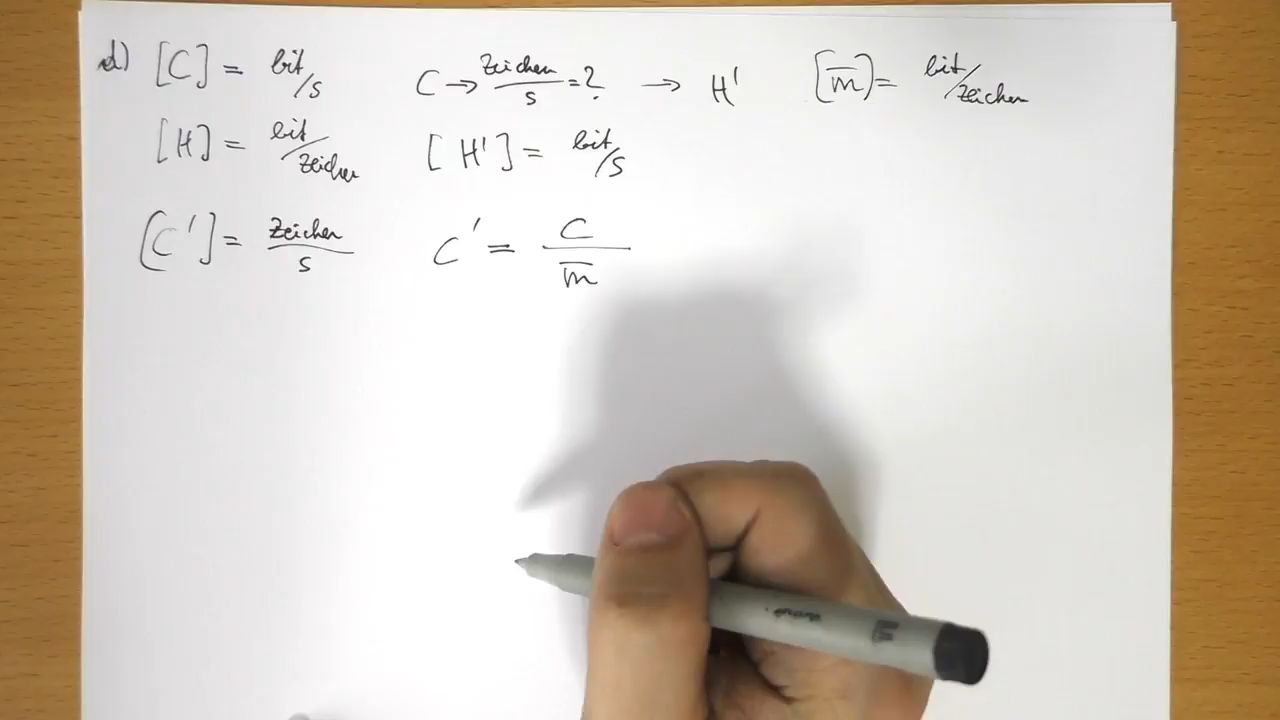 d) [C] = bit/s C → Zeichen/s = ? → H' [m̅] = bit/Zeichen
[H] = bit/Zeichen [H'] = bit/s
[C'] = Zeichen/s C' = C/m̅